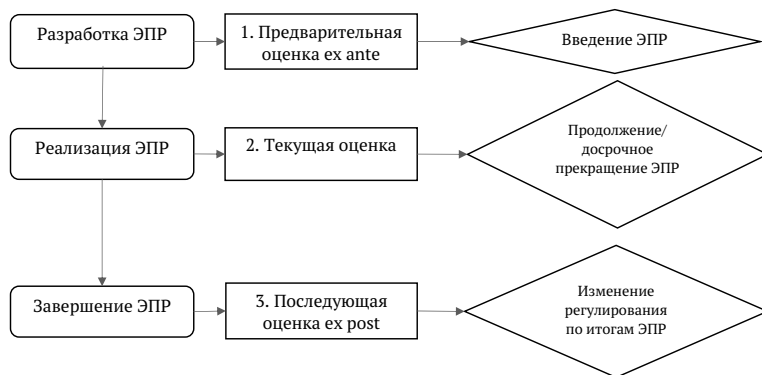 Разработка ЭПР
1. Предварительная
оценка ex ante
Введение ЭПР
Реализация ЭПР
2. Текущая оценка
Продолжение/
досрочное
прекращение ЭПР
Завершение ЭПР
3. Последующая
оценка ex post
Изменение
регулирования
по итогам ЭПР